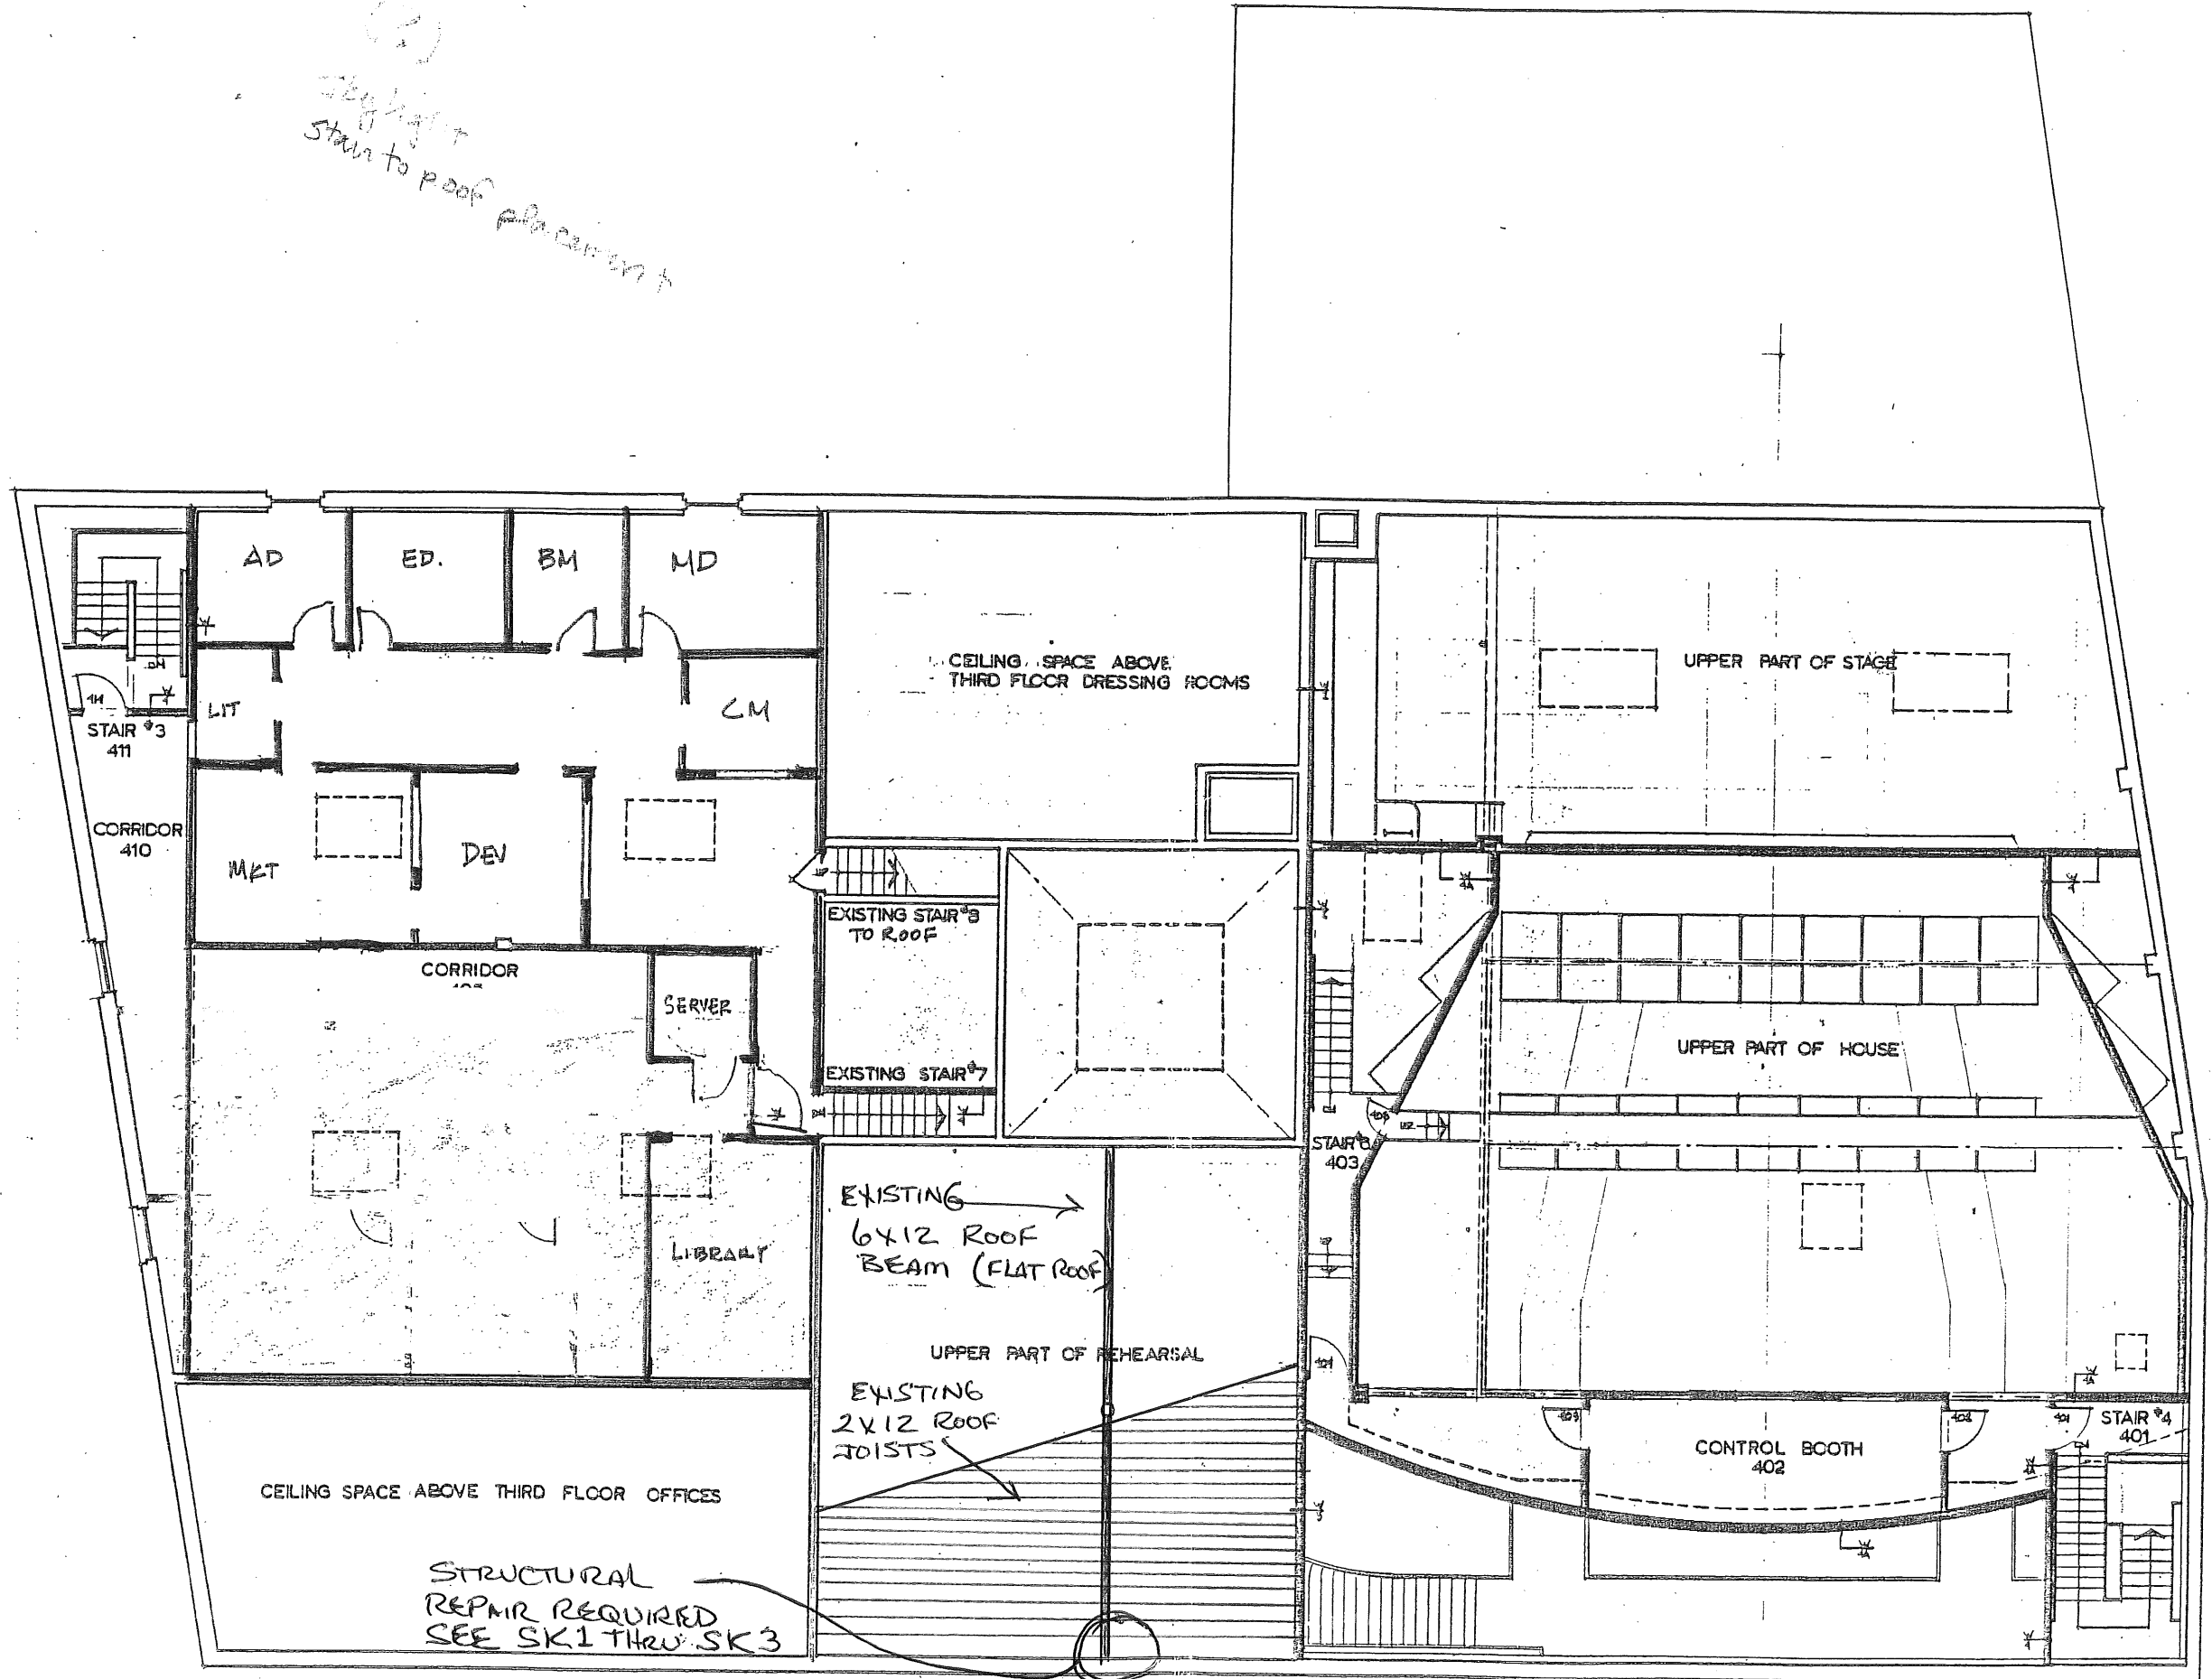 Skylight
Stair to roof placement
AD
ED.
BM
MD
CEILING SPACE ABOVE
THIRD FLOOR DRESSING ROOMS
UPPER PART OF STAGE
LIT
CM
411
STAIR #3
411
CORRIDOR
410
MKT
DEV
EXISTING STAIR #8
TO ROOF
CORRIDOR
SERVER
EXISTING STAIR #7
UPPER PART OF HOUSE
403
EXISTING
6X12 ROOF
BEAM (FLAT ROOF)
LIBRARY
UPPER PART OF REHEARSAL
EXISTING
2X12 ROOF
JOISTS
CONTROL BOOTH
402
STAIR #4
401
CEILING SPACE ABOVE THIRD FLOOR OFFICES
STRUCTURAL
REPAIR REQUIRED
SEE SK1 THRU SK3